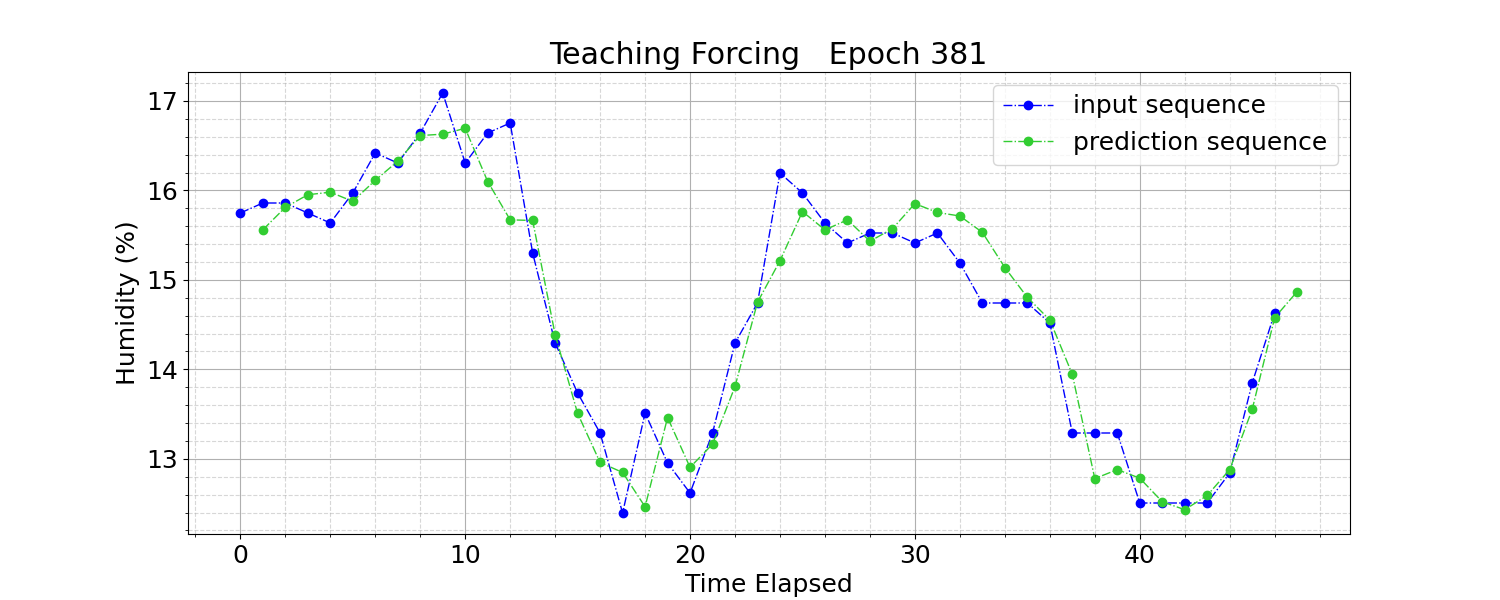 Teaching Forcing   Epoch 381
input sequence
prediction sequence
Humidity (%)
17
16
15
14
13
0 10 20 30 40
Time Elapsed